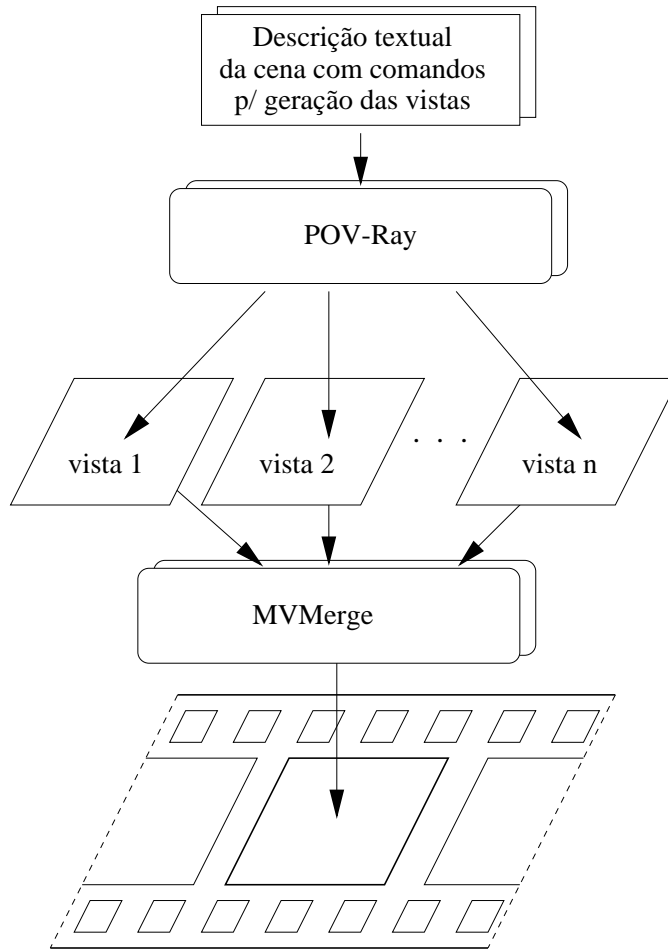 Descrição textual
da cena com comandos
p/ geração das vistas
POV-Ray
vista 1
vista 2
. . .
vista n
MVMerge